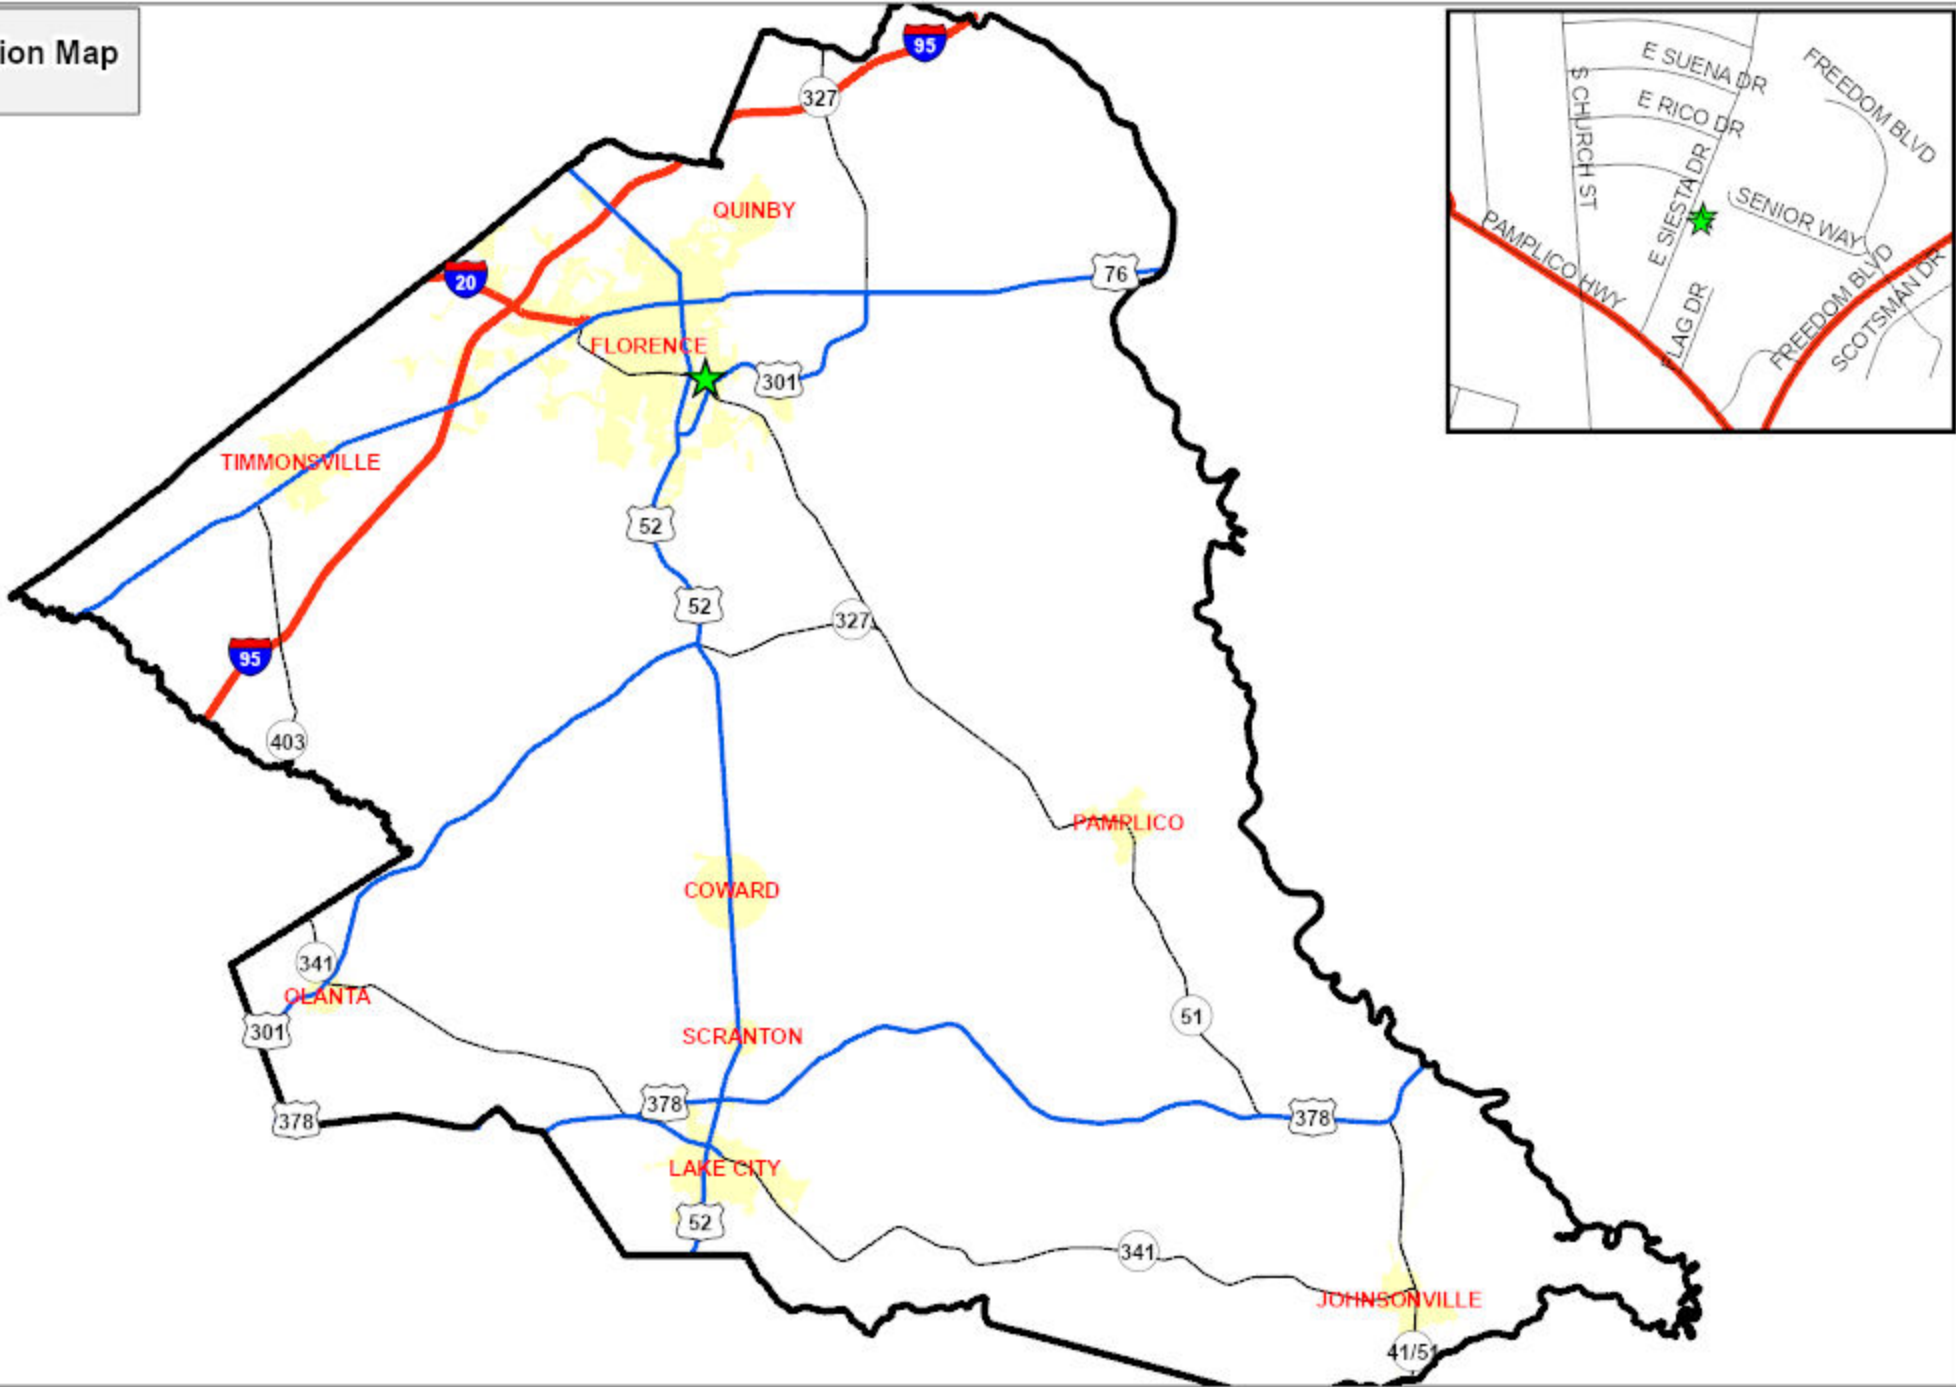 ion Map
95
327
E SUENA DR
FREEDOM BLVD
S CHURCH ST
E RICO DR
E SIESTA DR
SENIOR WAY
PAMPLICO HWY
FLAG DR
FREEDOM BLVD
SCOTSMAN DR
QUINBY
20
76
FLORENCE
301
TIMMONSVILLE
52
52
327
95
403
PAMPLICO
COWARD
341
OLANTA
301
51
SCRANTON
378
378
378
LAKE CITY
52
341
JOHNSONVILLE
41/51